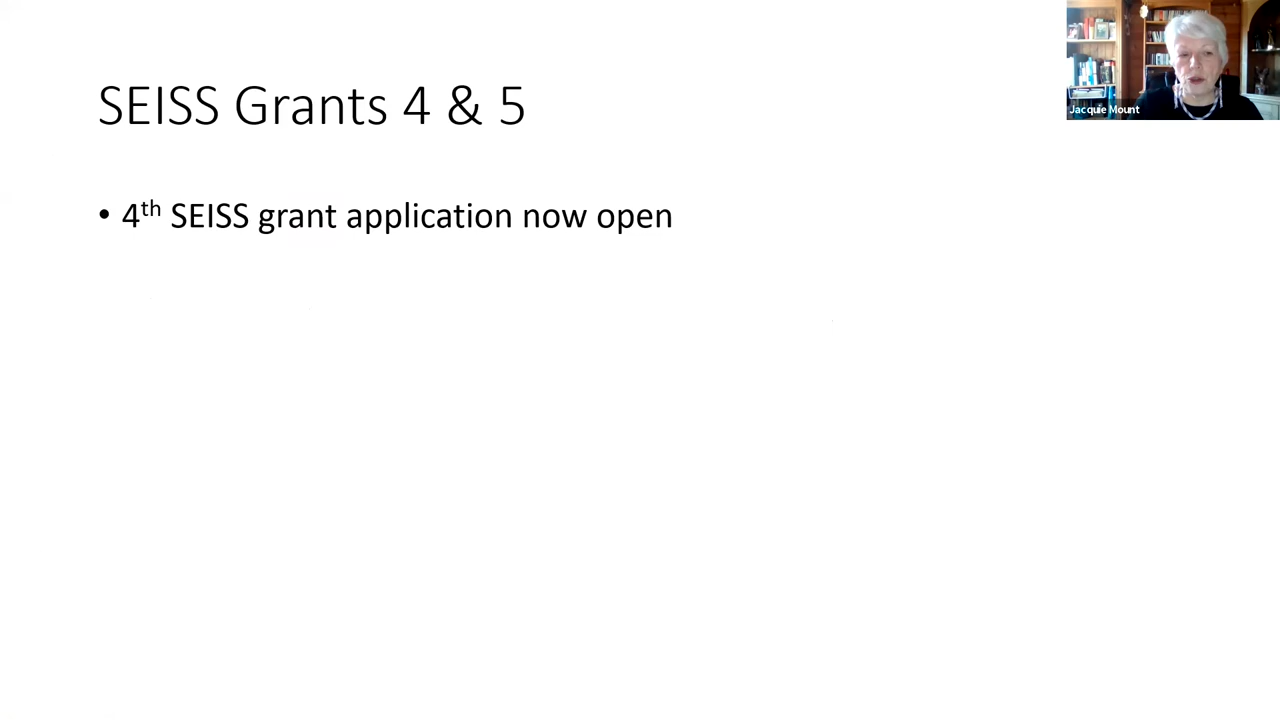 SEISS Grants 4 & 5
• 4th SEISS grant application now open
Jacquie Mount